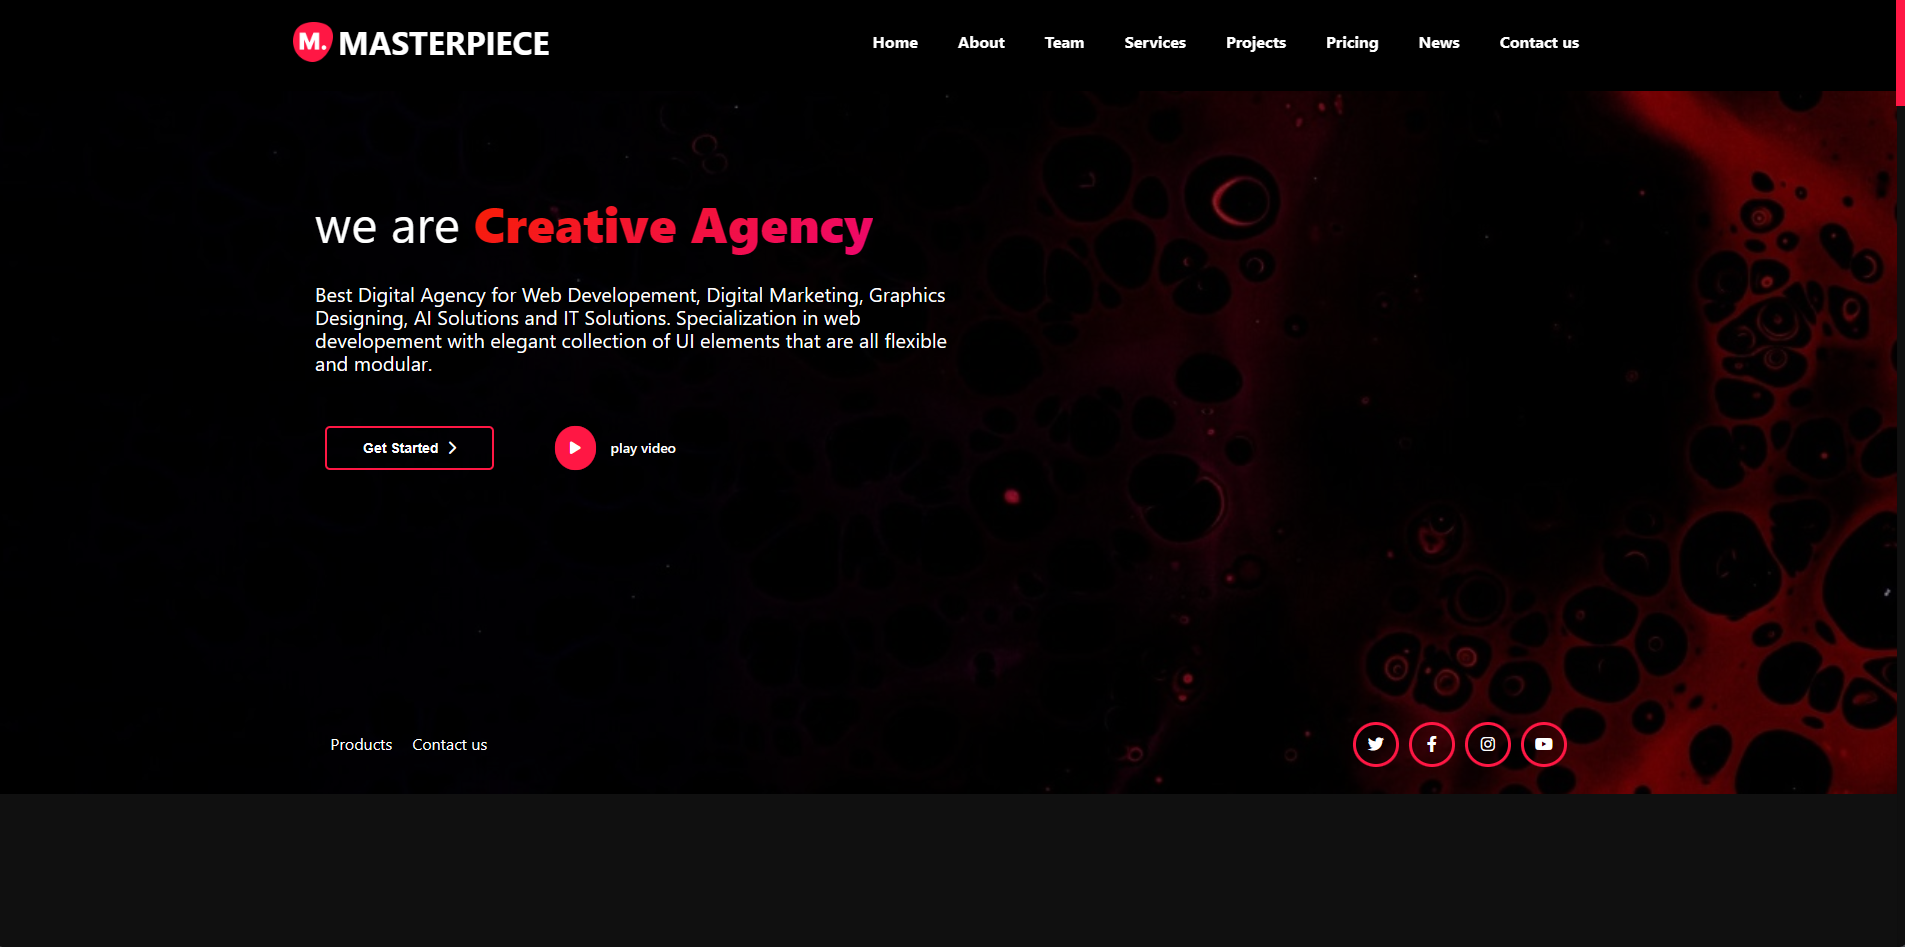 M. MASTERPIECE
Home About Team Services Projects Pricing News Contact us
we are Creative Agency
Best Digital Agency for Web Developement, Digital Marketing, Graphics
Designing, AI Solutions and IT Solutions. Specialization in web
developement with elegant collection of UI elements that are all flexible
and modular.
Get Started
play video
Products Contact us